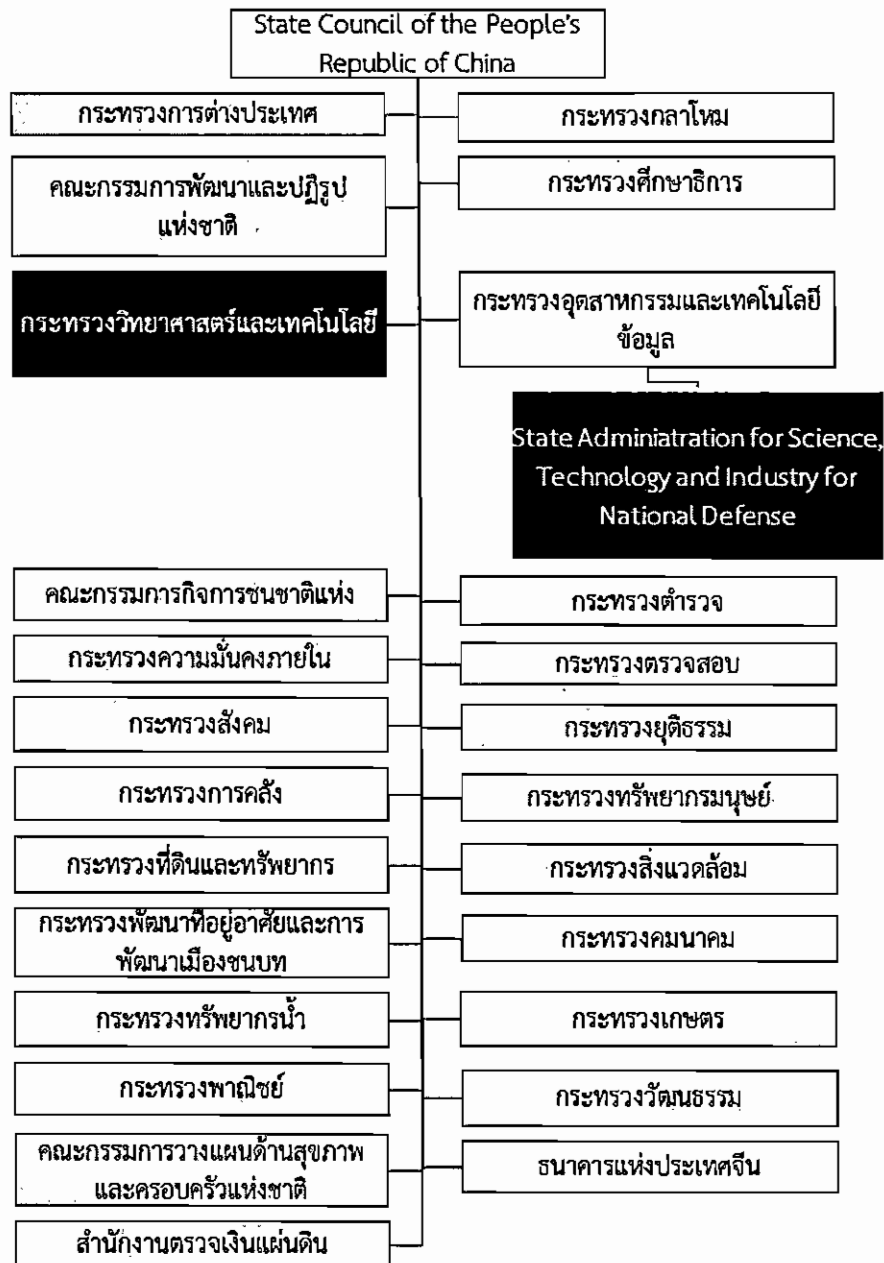 State Council of the People's
Republic of China
กระทรวงการต่างประเทศ
กระทรวงกลาโหม
คณะกรรมการพัฒนาและปฏิรูป
แห่งชาติ
กระทรวงศึกษาธิการ
กระทรวงวิทยาศาสตร์และเทคโนโลยี
กระทรวงอุตสาหกรรมและเทคโนโลยี
ข้อมูล
State Adminiatration for Science,
Technology and Industry for
National Defense
คณะกรรมการกิจการชนชาติแห่ง
กระทรวงตำรวจ
กระทรวงความมั่นคงภายใน
กระทรวงตรวจสอบ
กระทรวงสังคม
กระทรวงยุติธรรม
กระทรวงการคลัง
กระทรวงทรัพยากรมนุษย์
กระทรวงที่ดินและทรัพยากร
กระทรวงสิ่งแวดล้อม
กระทรวงพัฒนาที่อยู่อาศัยและการ
พัฒนาเมืองชนบท
กระทรวงคมนาคม
กระทรวงทรัพยากรน้ำ
กระทรวงเกษตร
กระทรวงพาณิชย์
กระทรวงวัฒนธรรม
คณะกรรมการวางแผนด้านสุขภาพ
และครอบครัวแห่งชาติ
ธนาคารแห่งประเทศจีน
สำนักงานตรวจเงินแผ่นดิน